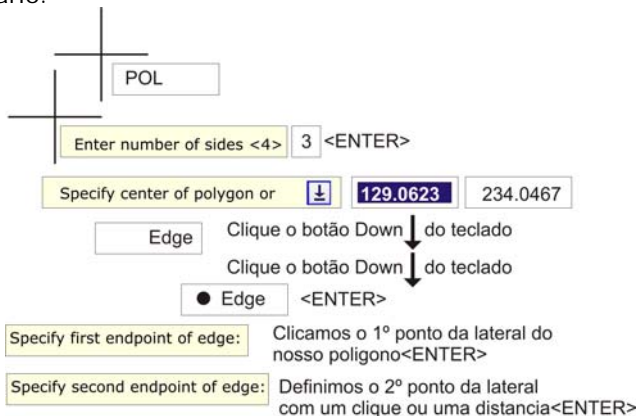 POL
Enter number of sides <4> 3 <ENTER>
Specify center of polygon or 129.0623 234.0467
Edge Clique o botão Down do teclado
Clique o botão Down do teclado
● Edge <ENTER>
Specify first endpoint of edge: Clicamos o 1º ponto da lateral do
nosso poligono<ENTER>
Specify second endpoint of edge: Definimos o 2º ponto da lateral
com um clique ou uma distancia<ENTER>